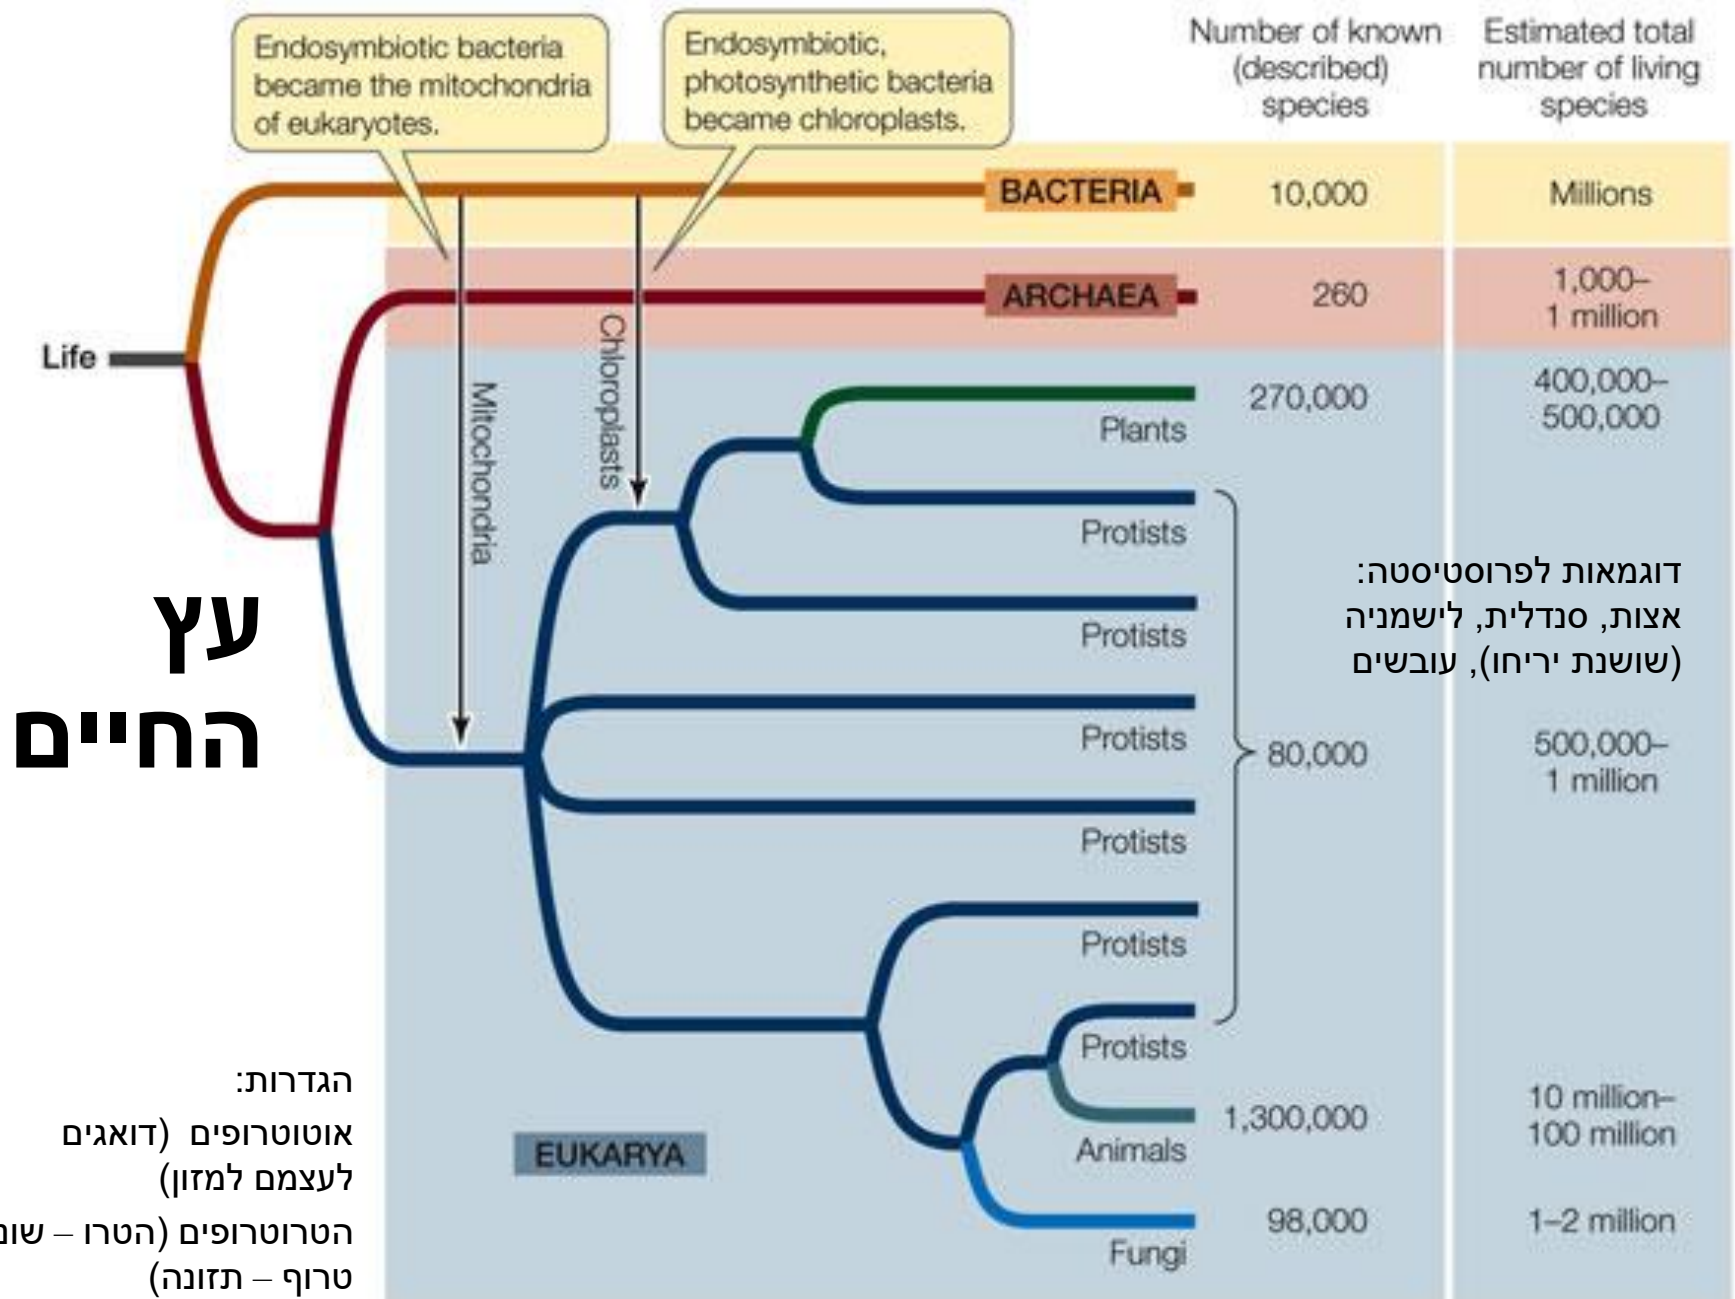 Endosymbiotic bacteria
became the mitochondria
of eukaryotes.
Endosymbiotic,
photosynthetic bacteria
became chloroplasts.
Number of known
(described)
species
Estimated total
number of living
species
BACTERIA
10,000
Millions
ARCHAEA
260
1,000–
1 million
Life
Mitochondria
Chloroplasts
Plants
270,000
400,000–
500,000
Protists
דוגמאות לפרוסטיסטה:
אצות, סנדלית, לישמניה
(שושנת יריחו), עובשים
Protists
עץ
החיים
Protists
80,000
500,000–
1 million
Protists
Protists
Protists
Animals
1,300,000
10 million–
100 million
Fungi
98,000
1–2 million
EUKARYA
הגדרות:
אוטוטרופים (דואגים
לעצמם למזון)
הטרוטרופים (הטרו – שונ
טרוף – תזונה)